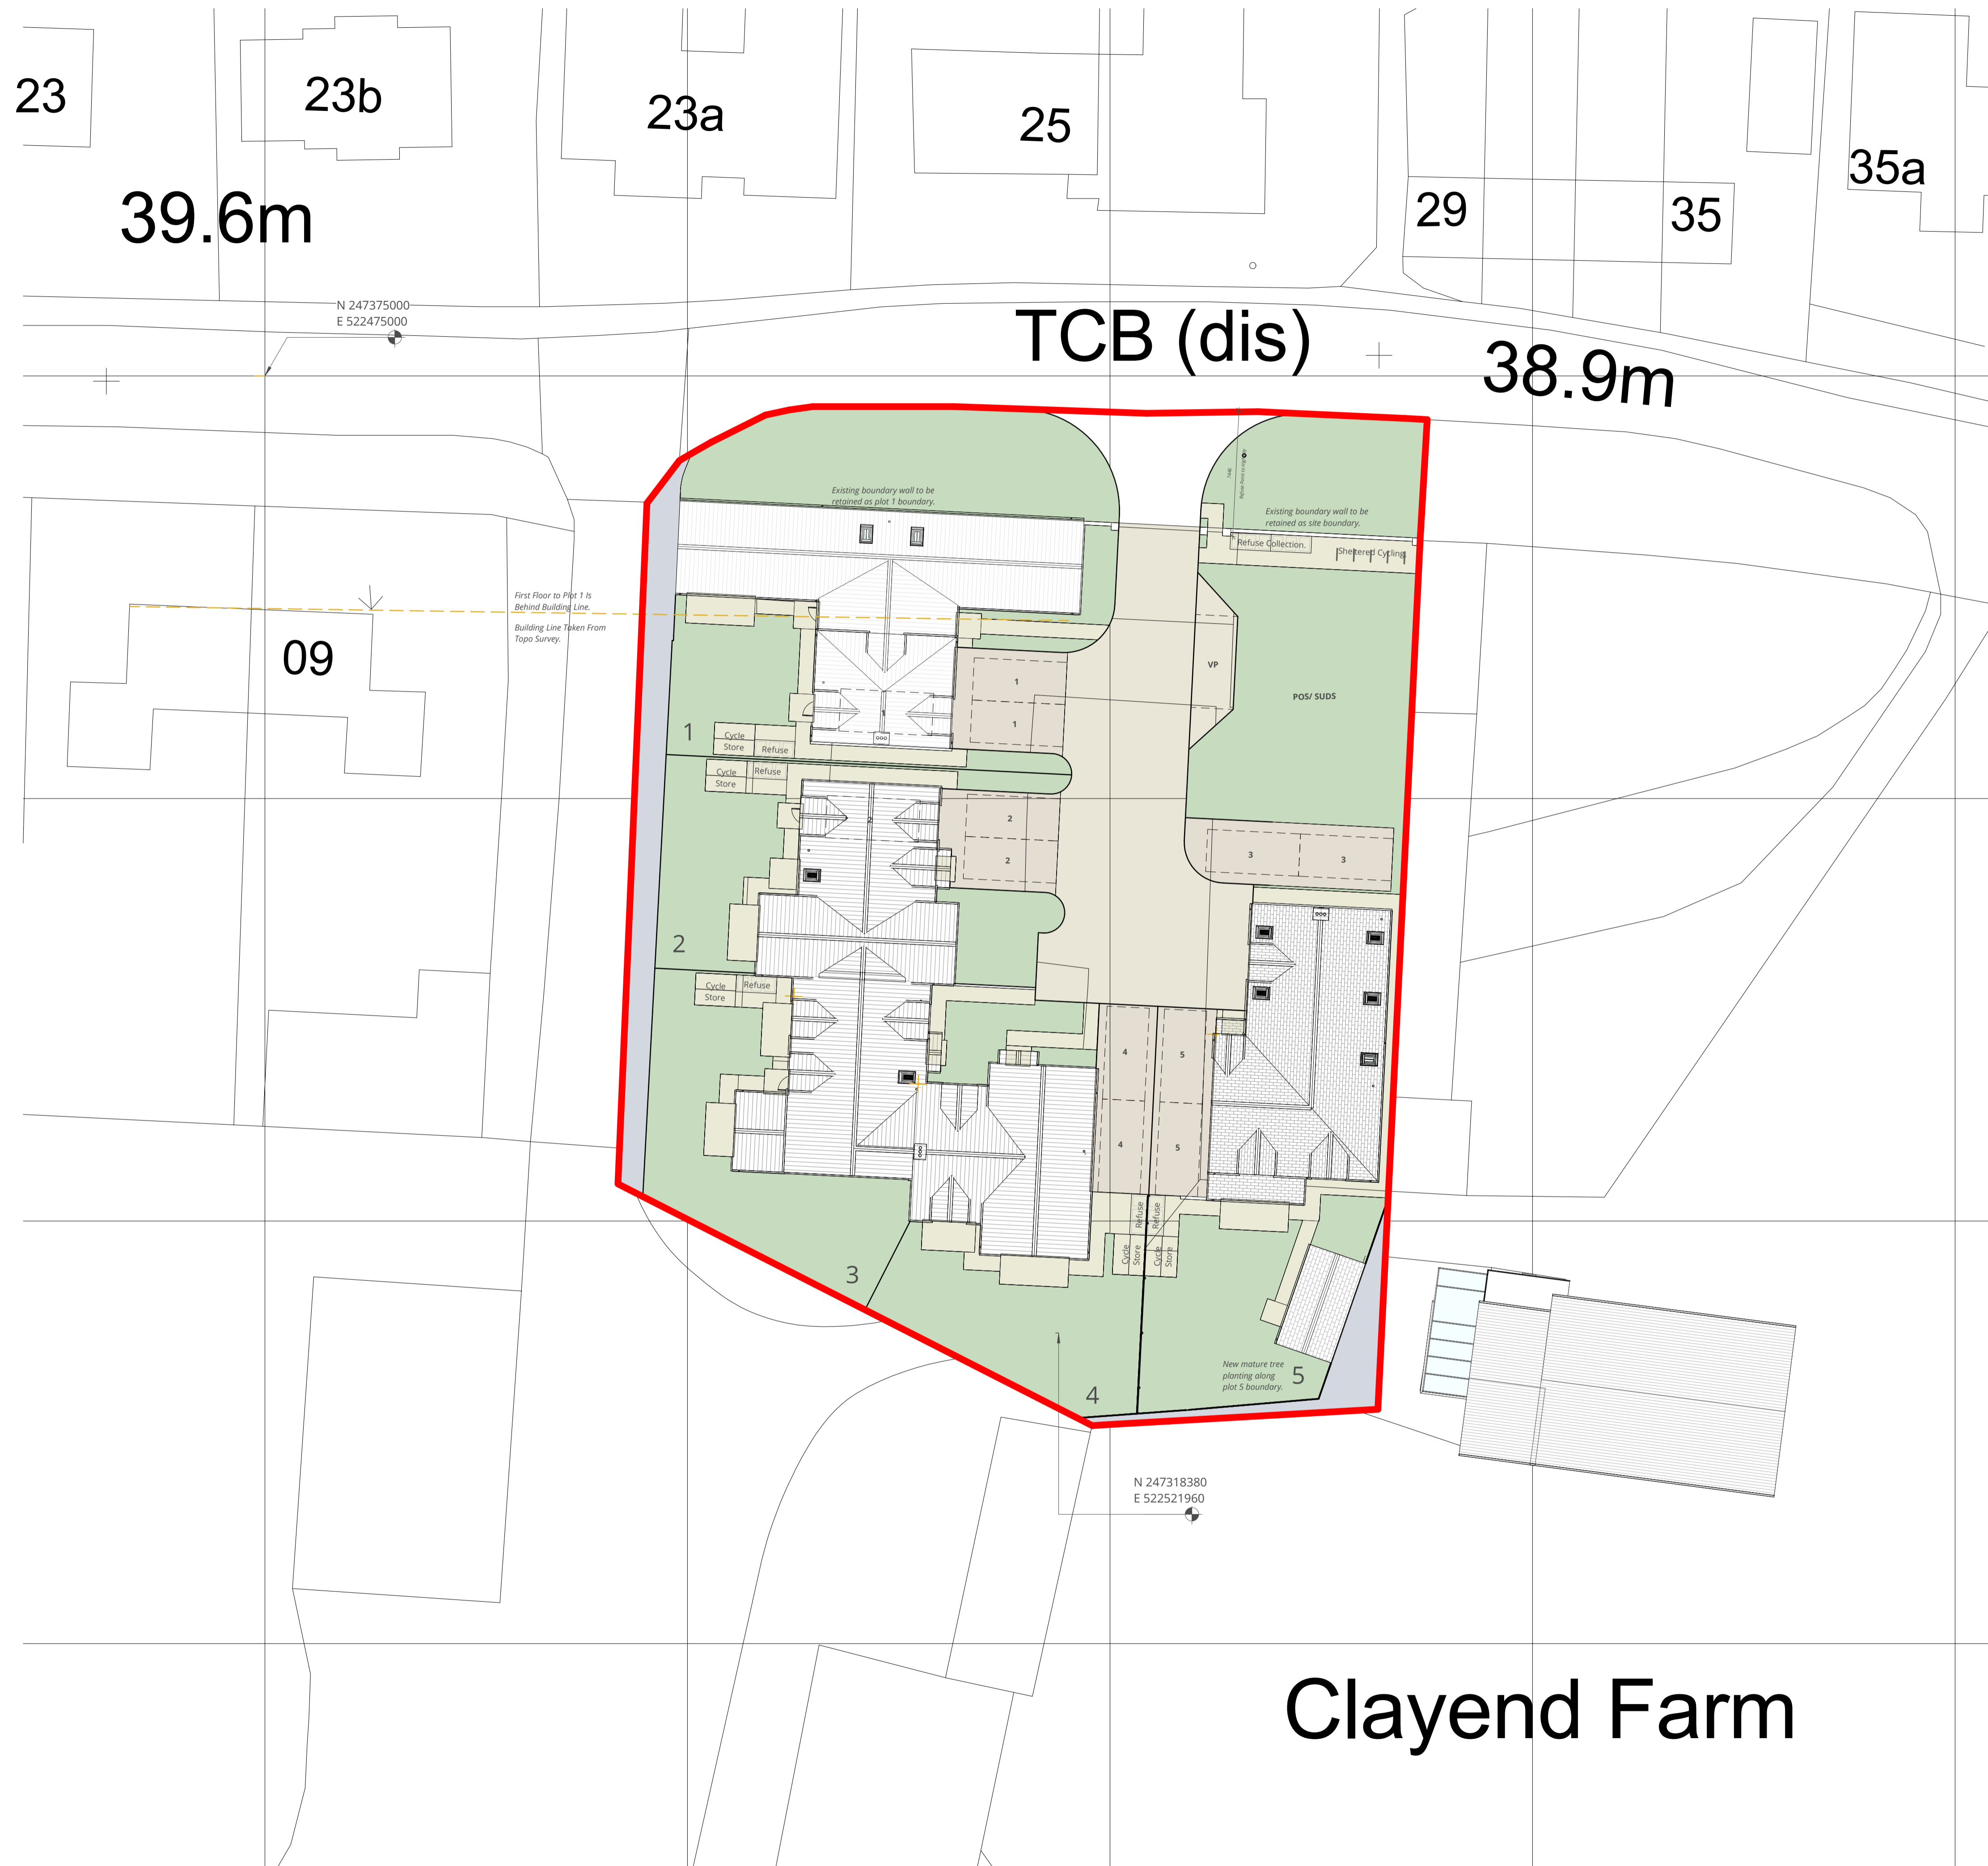 23
23b
23a
25
29
35
35a
39.6m
N 247375000
E 522475000
TCB (dis)
38.9m
Existing boundary wall to be
retained as plot 1 boundary.
Existing boundary wall to be
retained as site boundary.
Refuse Collection.
Sheltered Cycling
First Floor to Plot 1 Is
Behind Building Line.
Building Line Taken From
Topo Survey.
09
VP
POS/ SUDS
1
1
1
1
Cycle
Store
Refuse
Cycle
Store
Refuse
2
2
2
2
3
3
Cycle
Store
Refuse
4
5
4
5
Refuse
Refuse
Cycle
Store
Cycle
Store
3
4
New mature tree
planting along
plot 5 boundary.
5
N 247318380
E 522521960
Clayend Farm